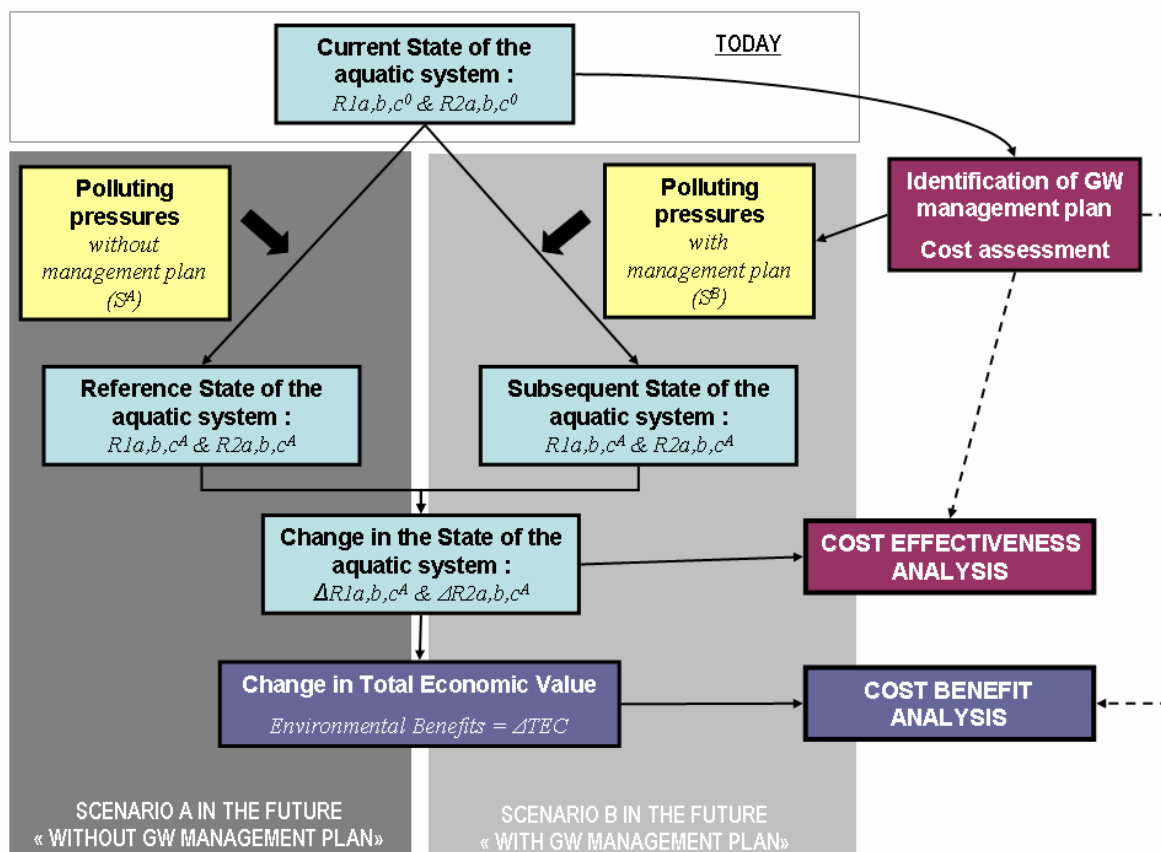 TODAY
Current State of the
aquatic system :
R1a,b,c⁰ & R2a,b,c⁰
Polluting
pressures
without
management plan
(Sᴬ)
Polluting
pressures
with
management plan
(Sᴮ)
Identification of GW
management plan
Cost assessment
Reference State of the
aquatic system :
R1a,b,cᴬ & R2a,b,cᴬ
Subsequent State of the
aquatic system :
R1a,b,cᴬ & R2a,b,cᴬ
Change in the State of the
aquatic system :
ΔR1a,b,cᴬ & ΔR2a,b,cᴬ
COST EFFECTIVENESS
ANALYSIS
Change in Total Economic Value
Environmental Benefits = ΔTEC
COST BENEFIT
ANALYSIS
SCENARIO A IN THE FUTURE
« WITHOUT GW MANAGEMENT PLAN»
SCENARIO B IN THE FUTURE
« WITH GW MANAGEMENT PLAN»